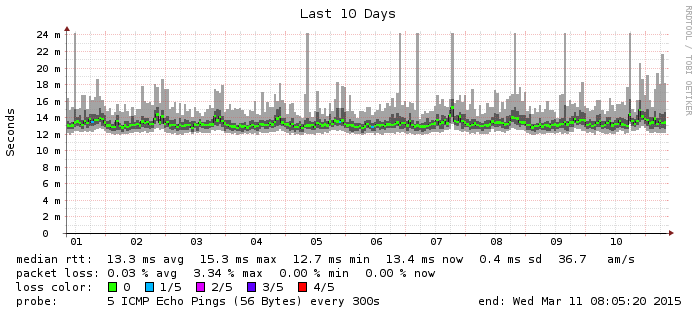 Last 10 Days
RRDTOOL / TOBI OETIKER
Seconds
24 m
22 m
20 m
18 m
16 m
14 m
12 m
10 m
8 m
6 m
4 m
2 m
0
01 02 03 04 05 06 07 08 09 10
median rtt: 13.3 ms avg 15.3 ms max 12.7 ms min 13.4 ms now 0.4 ms sd 36.7 am/s
packet loss: 0.03 % avg 3.34 % max 0.00 % min 0.00 % now
loss color: 0 1/5 2/5 3/5 4/5
probe: 5 ICMP Echo Pings (56 Bytes) every 300s end: Wed Mar 11 08:05:20 2015